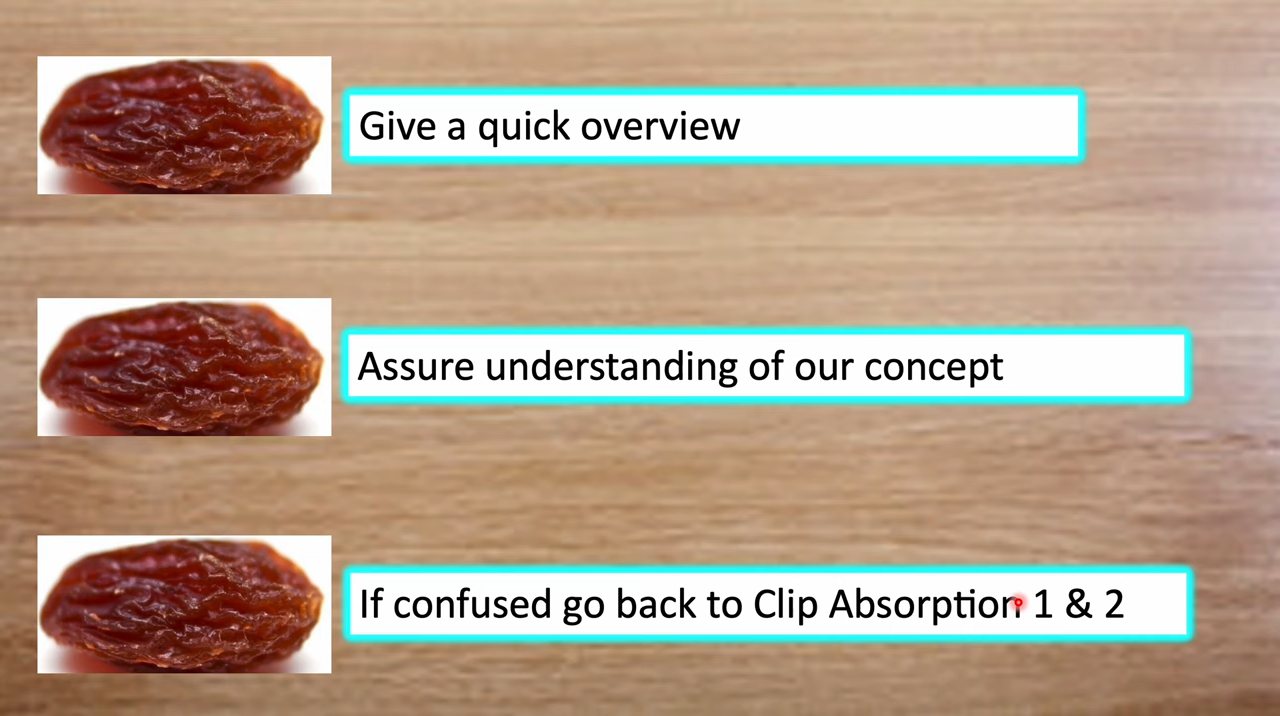 Give a quick overview
Assure understanding of our concept
If confused go back to Clip Absorption 1 & 2